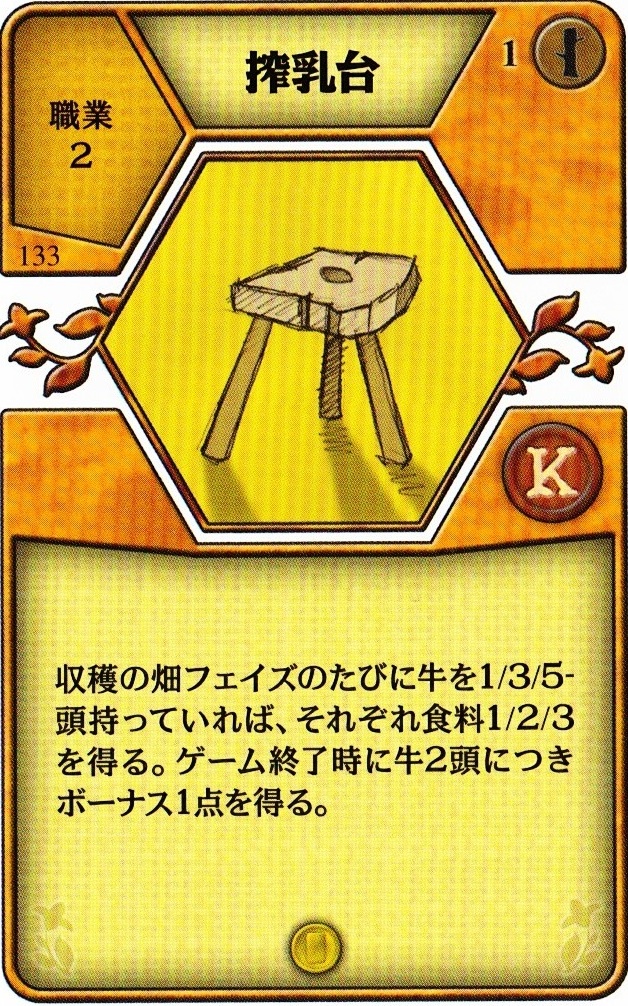 搾乳台
1
職業
2
133
K
収穫の畑フェイズのたびに牛を1/3/5-
頭持っていれば、それぞれ食料1/2/3
を得る。ゲーム終了時に牛2頭につき
ボーナス1点を得る。